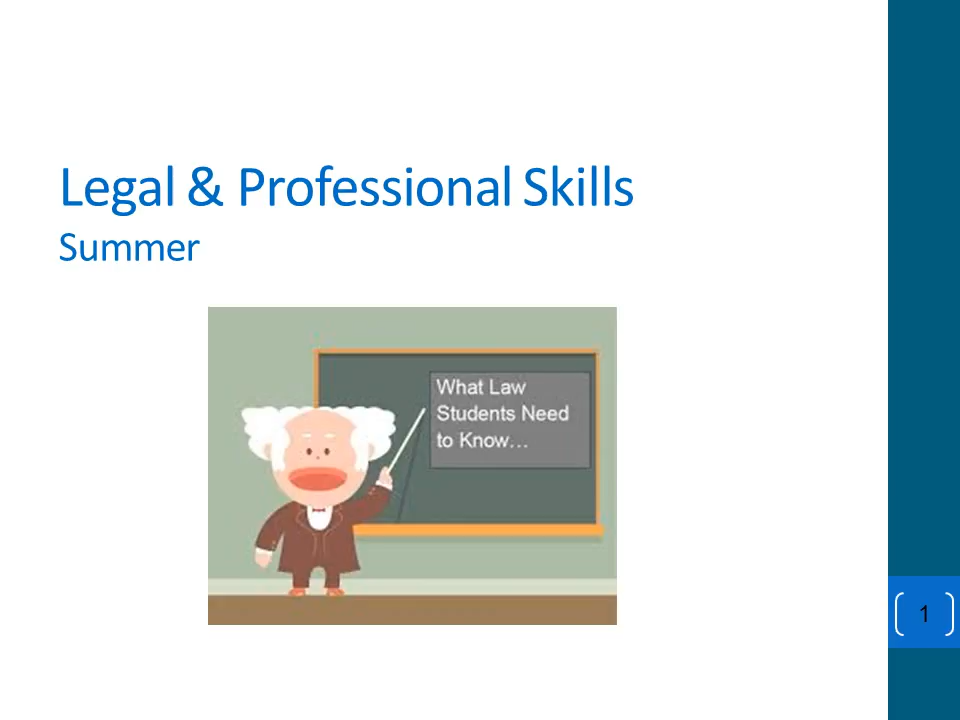 Legal & Professional Skills
Summer
What Law
Students Need
to Know…
1